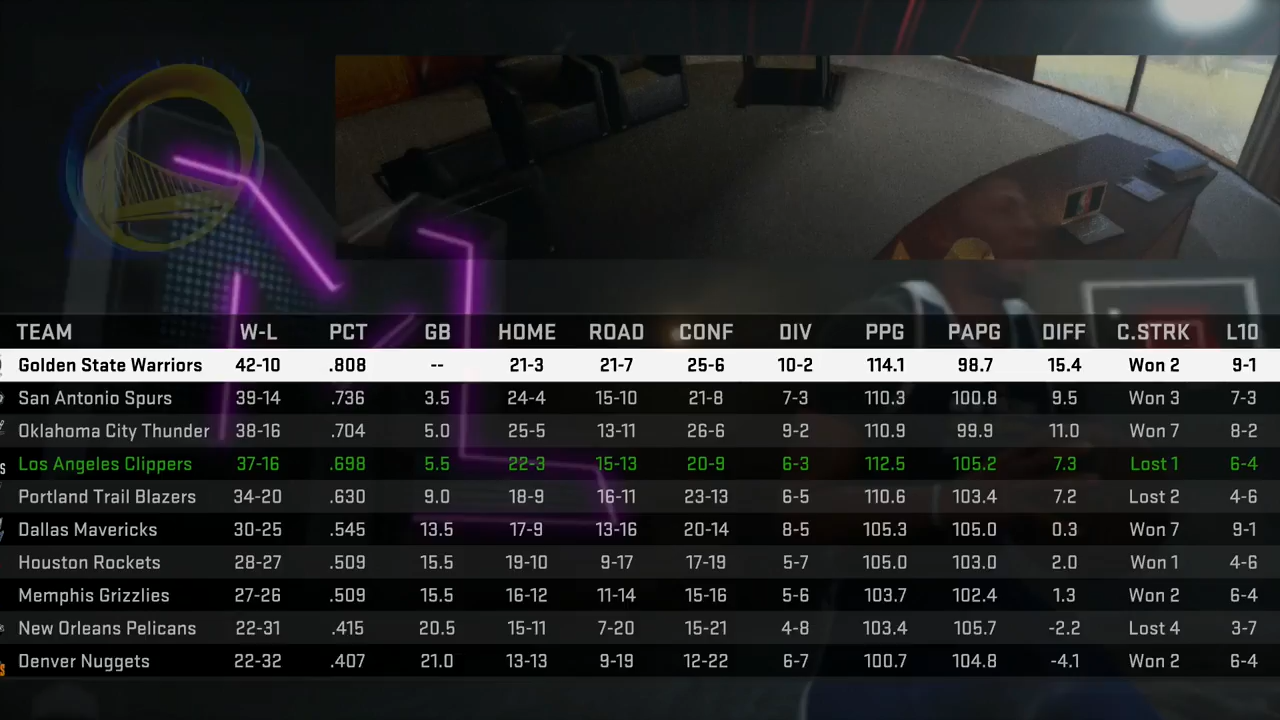 TEAM W-L PCT GB HOME ROAD CONF DIV PPG PAPG DIFF C.STRK L10
Golden State Warriors 42-10 .808 -- 21-3 21-7 25-6 10-2 114.1 98.7 15.4 Won 2 9-1
San Antonio Spurs 39-14 .736 3.5 24-4 15-10 21-8 7-3 110.3 100.8 9.5 Won 3 7-3
Oklahoma City Thunder 38-16 .704 5.0 25-5 13-11 26-6 9-2 110.9 99.9 11.0 Won 7 8-2
Los Angeles Clippers 37-16 .698 5.5 22-3 15-13 20-9 6-3 112.5 105.2 7.3 Lost 1 6-4
Portland Trail Blazers 34-20 .630 9.0 18-9 16-11 23-13 6-5 110.6 103.4 7.2 Lost 2 4-6
Dallas Mavericks 30-25 .545 13.5 17-9 13-16 20-14 8-5 105.3 105.0 0.3 Won 7 9-1
Houston Rockets 28-27 .509 15.5 19-10 9-17 17-19 5-7 105.0 103.0 2.0 Won 1 4-6
Memphis Grizzlies 27-26 .509 15.5 16-12 11-14 15-16 5-6 103.7 102.4 1.3 Won 2 6-4
New Orleans Pelicans 22-31 .415 20.5 15-11 7-20 15-21 4-8 103.4 105.7 -2.2 Lost 4 3-7
Denver Nuggets 22-32 .407 21.0 13-13 9-19 12-22 6-7 100.7 104.8 -4.1 Won 2 6-4